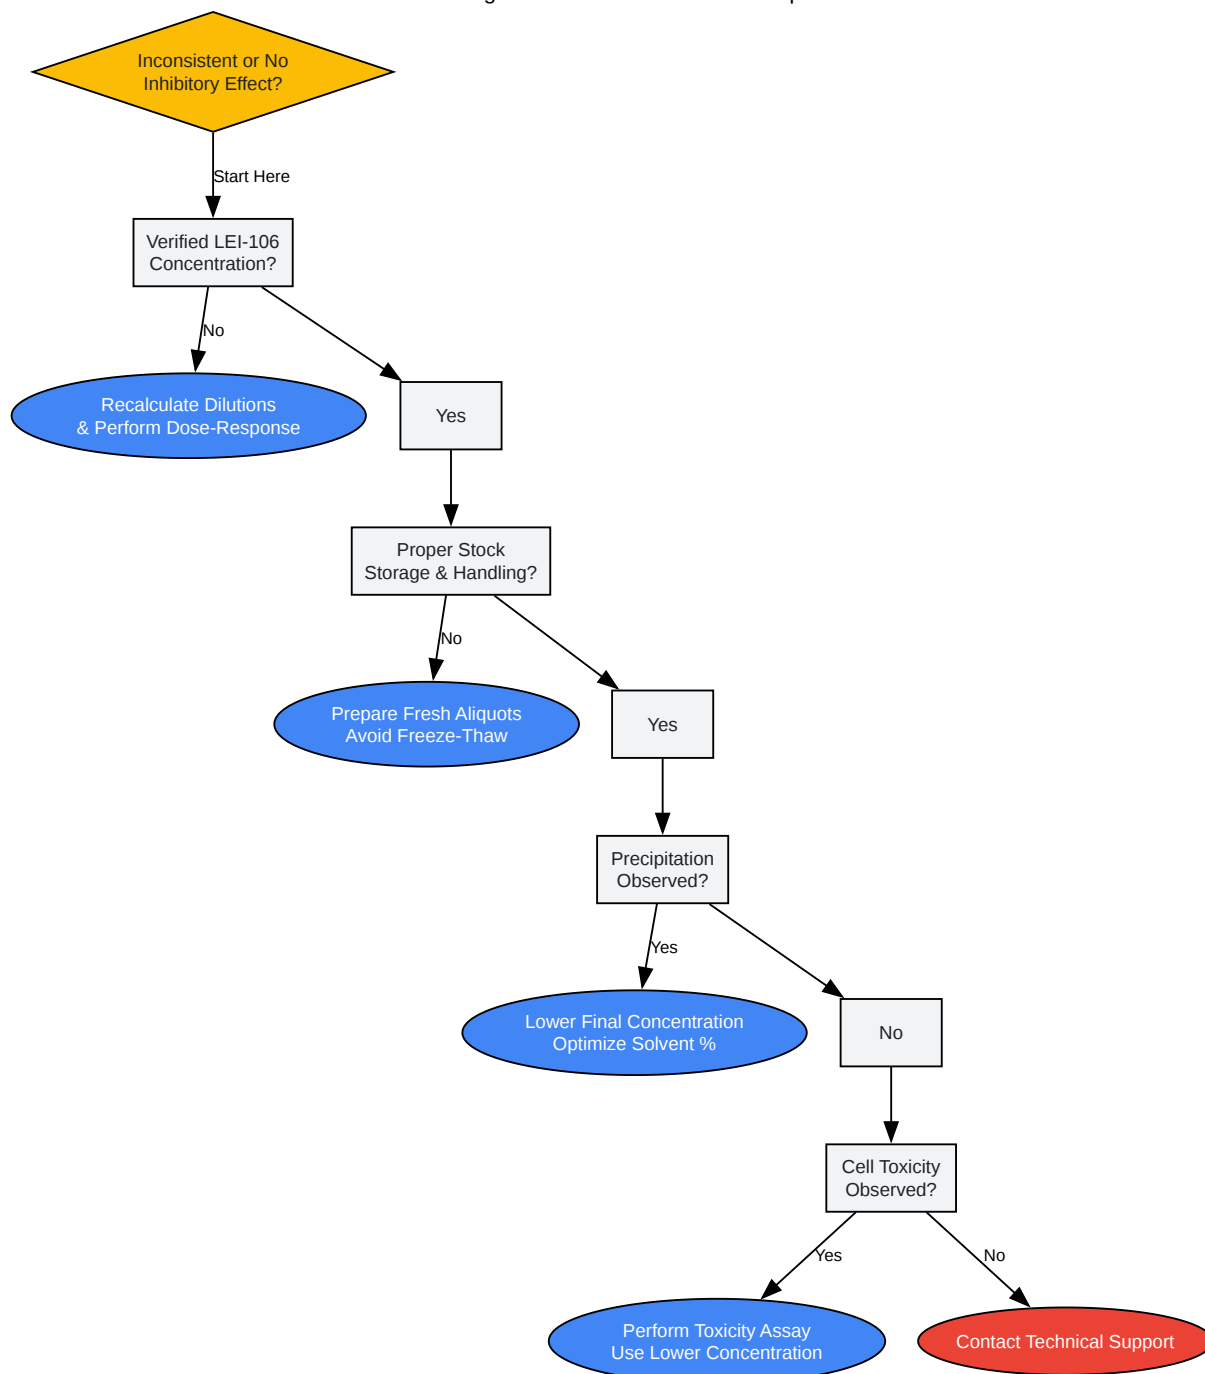 Inconsistent or No
Inhibitory Effect?
Start Here
Verified LEI-106
Concentration?
No
Recalculate Dilutions
& Perform Dose-Response
Yes
Proper Stock
Storage & Handling?
No
Prepare Fresh Aliquots
Avoid Freeze-Thaw
Yes
Precipitation
Observed?
Yes
Lower Final Concentration
Optimize Solvent %
No
Cell Toxicity
Observed?
Yes
No
Perform Toxicity Assay
Use Lower Concentration
Contact Technical Support